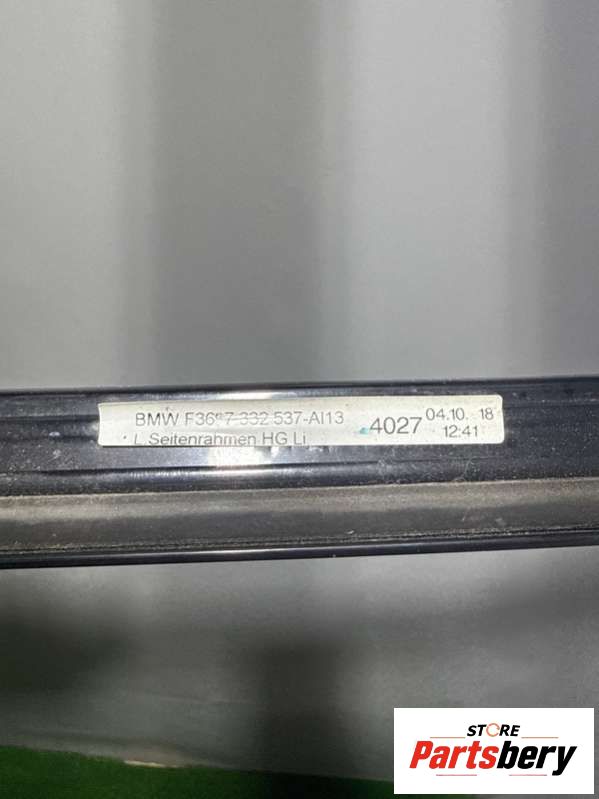 BMW F36 7 332 537-AI13
L Seitenrahmen HG Li
4027
04.10. 18
12:41
STORE
Partsbery